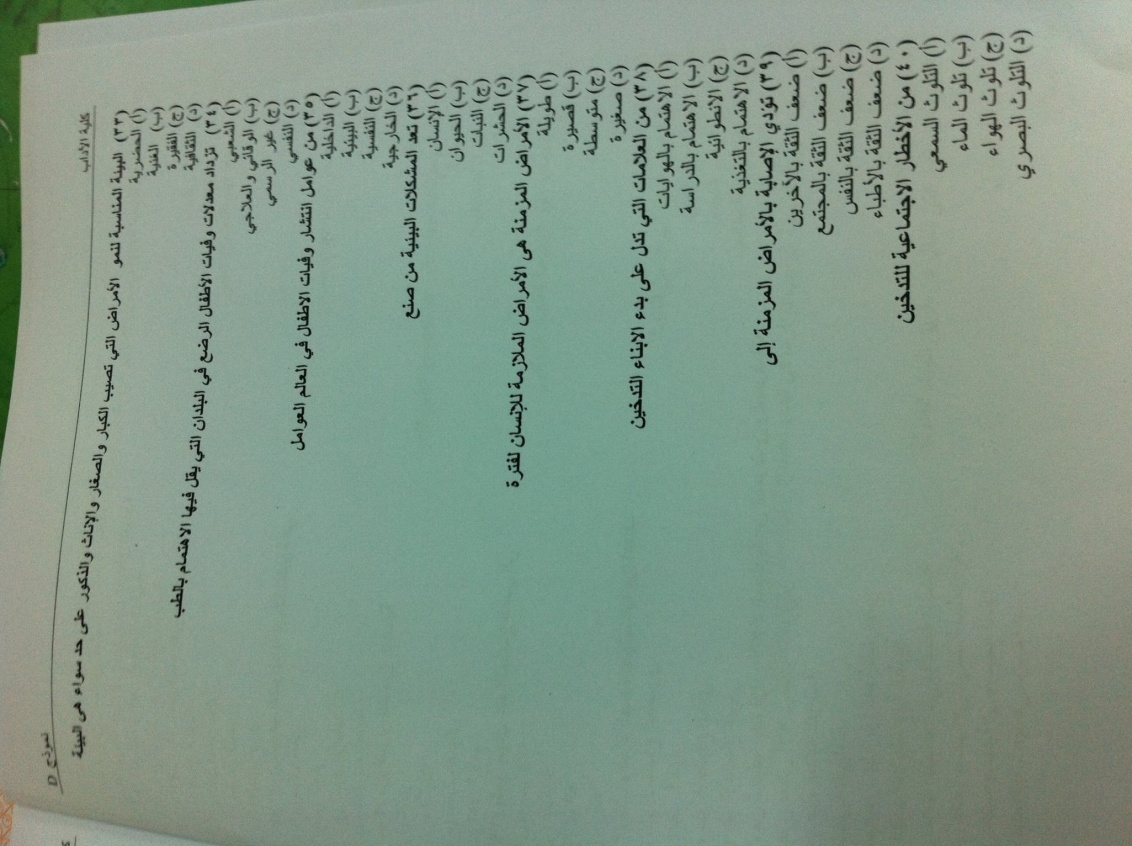 نموذج D
كلية الآداب
(٣٣) البيئة المناسبة لنمو الأمراض التي تصيب الكبار والصغار والإناث والذكور على حد سواء هي البيئة
(أ) الحضرية
(ب) الغنية
(ج) الفقيرة
(د) الثقافية
(٣٤) تزداد معدلات وفيات الأطفال الرضع في البلدان التي يقل فيها الاهتمام بالطب
(أ) الشعبي
(ب) الوقائي والعلاجي
(ج) غير الرسمي
(د) النفسي
(٣٥) من عوامل انتشار وفيات الاطفال في العالم العوامل
(أ) الداخلية
(ب) البيئية
(ج) النفسية
(د) الخارجية
(٣٦) تعد المشكلات البيئية من صنع
(أ) الإنسان
(ب) الحيوان
(ج) النبات
(د) الحشرات
(٣٧) الأمراض المزمنة هي الأمراض الملازمة للإنسان لفترة
(أ) طويلة
(ب) قصيرة
(ج) متوسطة
(د) صغيرة
(٣٨) من العلامات التي تدل على بدء الابناء التدخين
(أ) الاهتمام بالهوايات
(ب) الاهتمام بالدراسة
(ج) الانطوائية
(د) الاهتمام بالتغذية
(٣٩) تؤدي الإصابة بالأمراض المزمنة إلى
(أ) ضعف الثقة بالأخرين
(ب) ضعف الثقة بالمجتمع
(ج) ضعف الثقة بالنفس
(د) ضعف الثقة بالأطباء
(٤٠) من الأخطار الاجتماعية للتدخين
(أ) التلوث السمعي
(ب) تلوث الماء
(ج) تلوث الهواء
(د) التلوث البصري